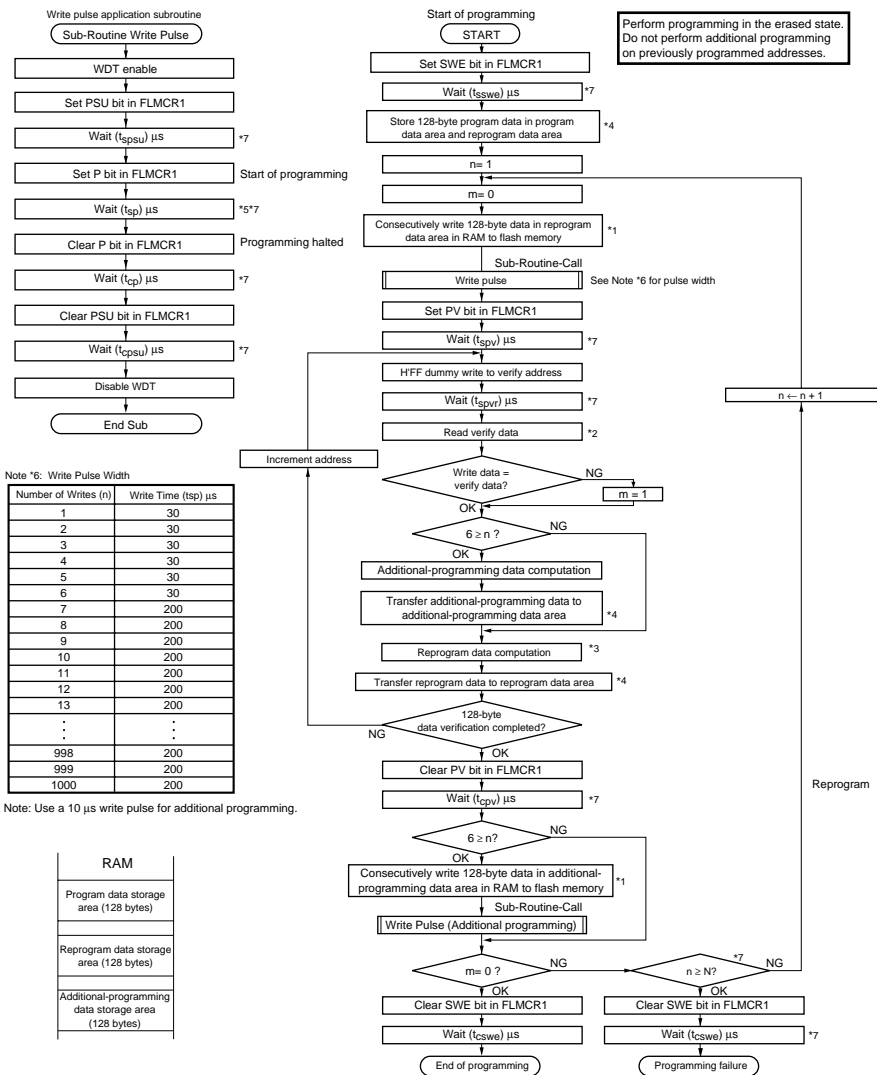 Write pulse application subroutine
Sub-Routine Write Pulse
WDT enable
Set PSU bit in FLMCR1
Wait (tspsu) μs
*7
Set P bit in FLMCR1
Start of programming
Wait (tsp) μs
*5*7
Clear P bit in FLMCR1
Programming halted
Wait (tcp) μs
*7
Clear PSU bit in FLMCR1
Wait (tcpsu) μs
*7
Disable WDT
End Sub
Note *6: Write Pulse Width
Number of Writes (n) Write Time (tsp) μs
1 30
2 30
3 30
4 30
5 30
6 30
7 200
8 200
9 200
10 200
11 200
12 200
13 200
998 200
999 200
1000 200
Note: Use a 10 μs write pulse for additional programming.
RAM
Program data storage
area (128 bytes)
Reprogram data storage
area (128 bytes)
Additional-programming
data storage area
(128 bytes)
Start of programming
START
Set SWE bit in FLMCR1
Wait (tsswe) μs
*7
Store 128-byte program data in program
data area and reprogram data area
*4
n= 1
m= 0
Consecutively write 128-byte data in reprogram
data area in RAM to flash memory
*1
Sub-Routine-Call
Write pulse
See Note *6 for pulse width
Set PV bit in FLMCR1
Wait (tspv) μs
*7
H'FF dummy write to verify address
Wait (tspvr) μs
*7
Read verify data
*2
Increment address
Write data =
verify data?
NG
m = 1
OK
6 ≥ n ?
NG
OK
Additional-programming data computation
Transfer additional-programming data to
additional-programming data area
*4
Reprogram data computation
*3
Transfer reprogram data to reprogram data area
*4
128-byte
data verification completed?
NG
OK
Clear PV bit in FLMCR1
Wait (tcpv) μs
*7
6 ≥ n?
NG
OK
Consecutively write 128-byte data in additional-
programming data area in RAM to flash memory
*1
Sub-Routine-Call
Write Pulse (Additional programming)
m= 0 ?
NG
OK
Clear SWE bit in FLMCR1
Wait (tcswe) μs
End of programming
*7
n ≥ N?
NG
OK
Clear SWE bit in FLMCR1
Wait (tcswe) μs
*7
Programming failure
n ← n + 1
Reprogram
Perform programming in the erased state.
Do not perform additional programming
on previously programmed addresses.